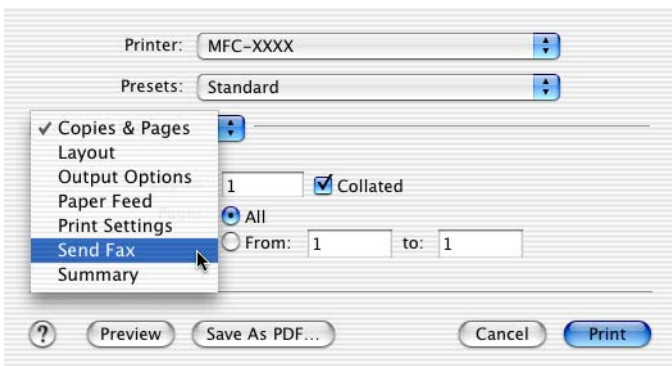 Printer: MFC-XXXX
Presets: Standard
✓ Copies & Pages
Layout
Output Options
1 Collated
Paper Feed
All
Print Settings
From: 1 to: 1
Send Fax
Summary
? Preview Save As PDF... Cancel Print